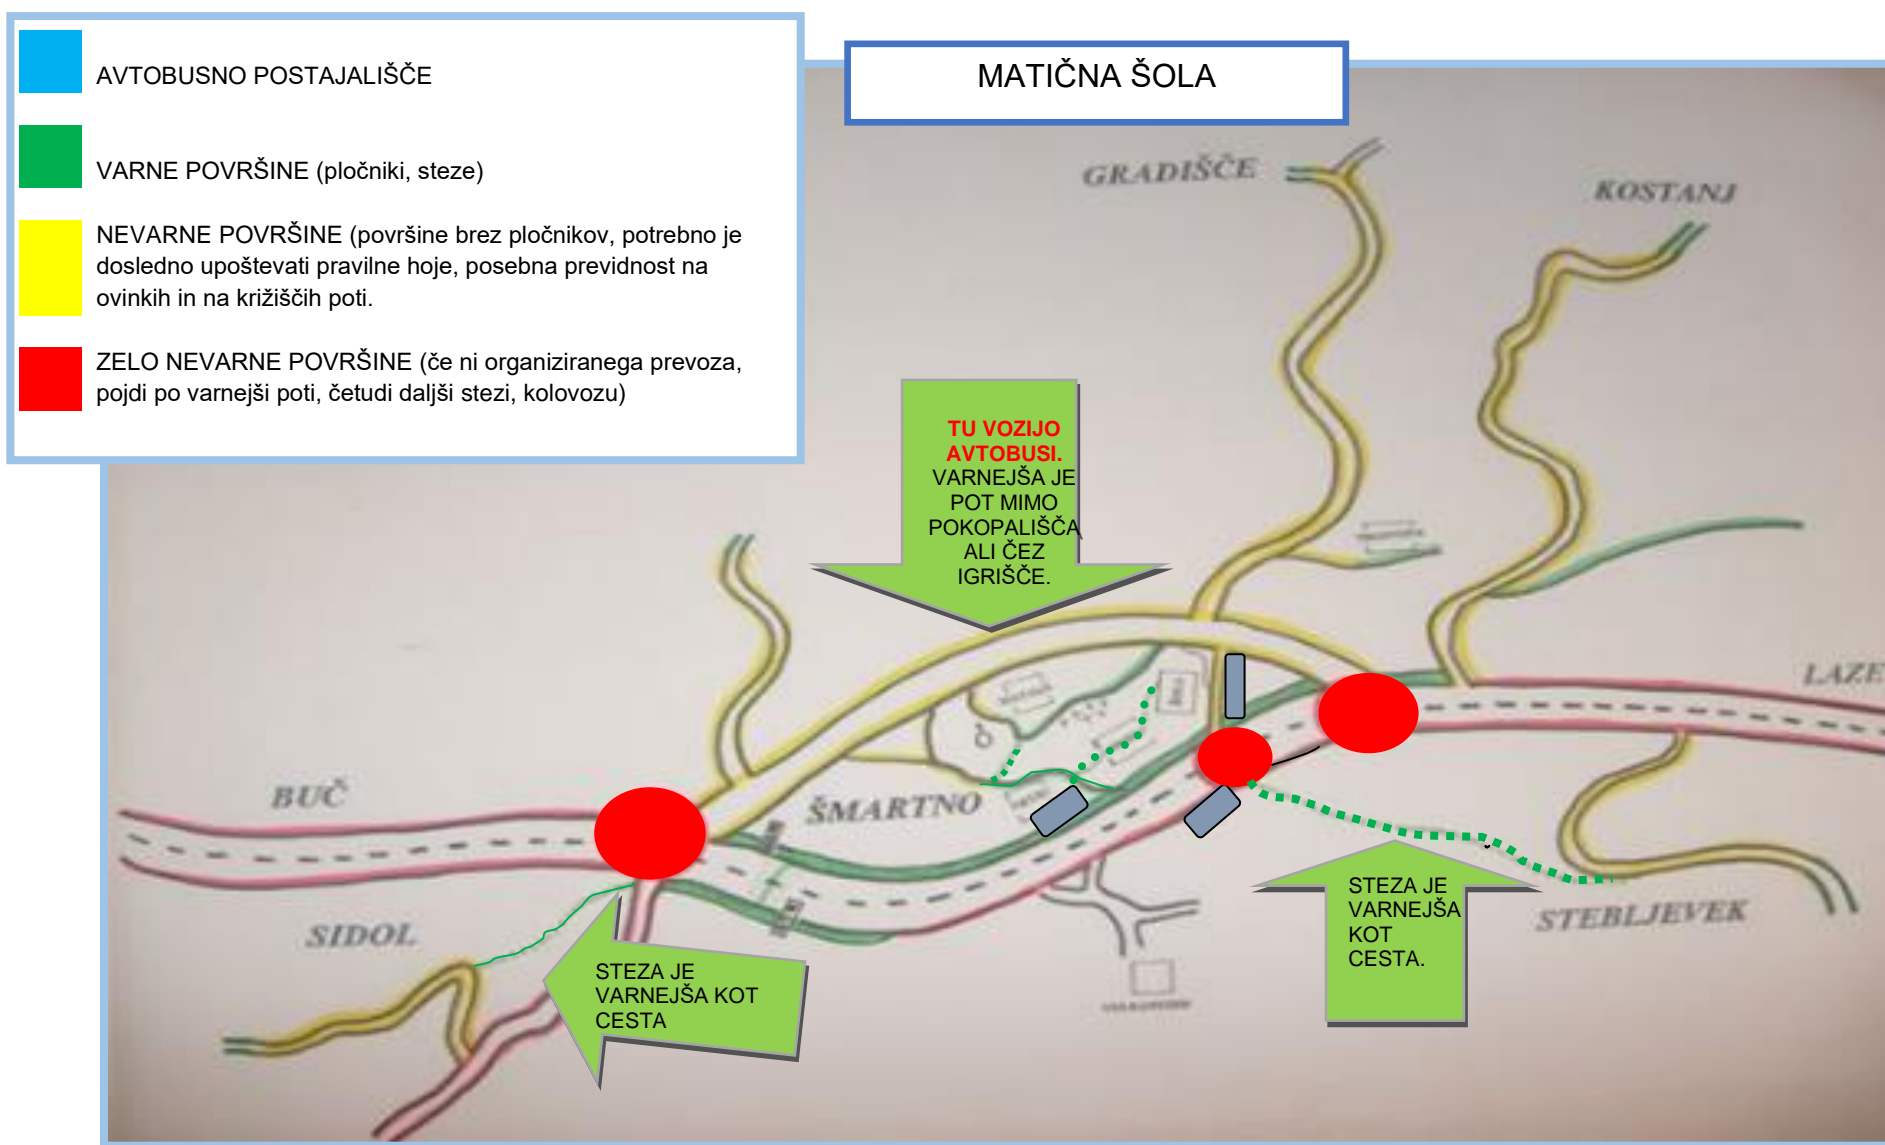 AVTOBUSNO POSTAJALIŠČE
VARNE POVRŠINE (pločniki, steze)
NEVARNE POVRŠINE (površine brez pločnikov, potrebno je
dosledno upoštevati pravilne hoje, posebna previdnost na
ovinkih in na križiščih poti.
ZELO NEVARNE POVRŠINE (če ni organiziranega prevoza,
pojdi po varnejši poti, četudi daljši stezi, kolovozu)
MATIČNA ŠOLA
GRADIŠČE
KOSTANJ
TU VOZIJO
AVTOBUSI.
VARNEJŠA JE
POT MIMO
POKOPALIŠČA
ALI ČEZ
IGRIŠČE.
LAZE
BUČ
ŠMARTNO
SIDOL
STEZA JE
VARNEJŠA KOT
CESTA
STEZA JE
VARNEJŠA
KOT
CESTA.
STEBLJEVEK